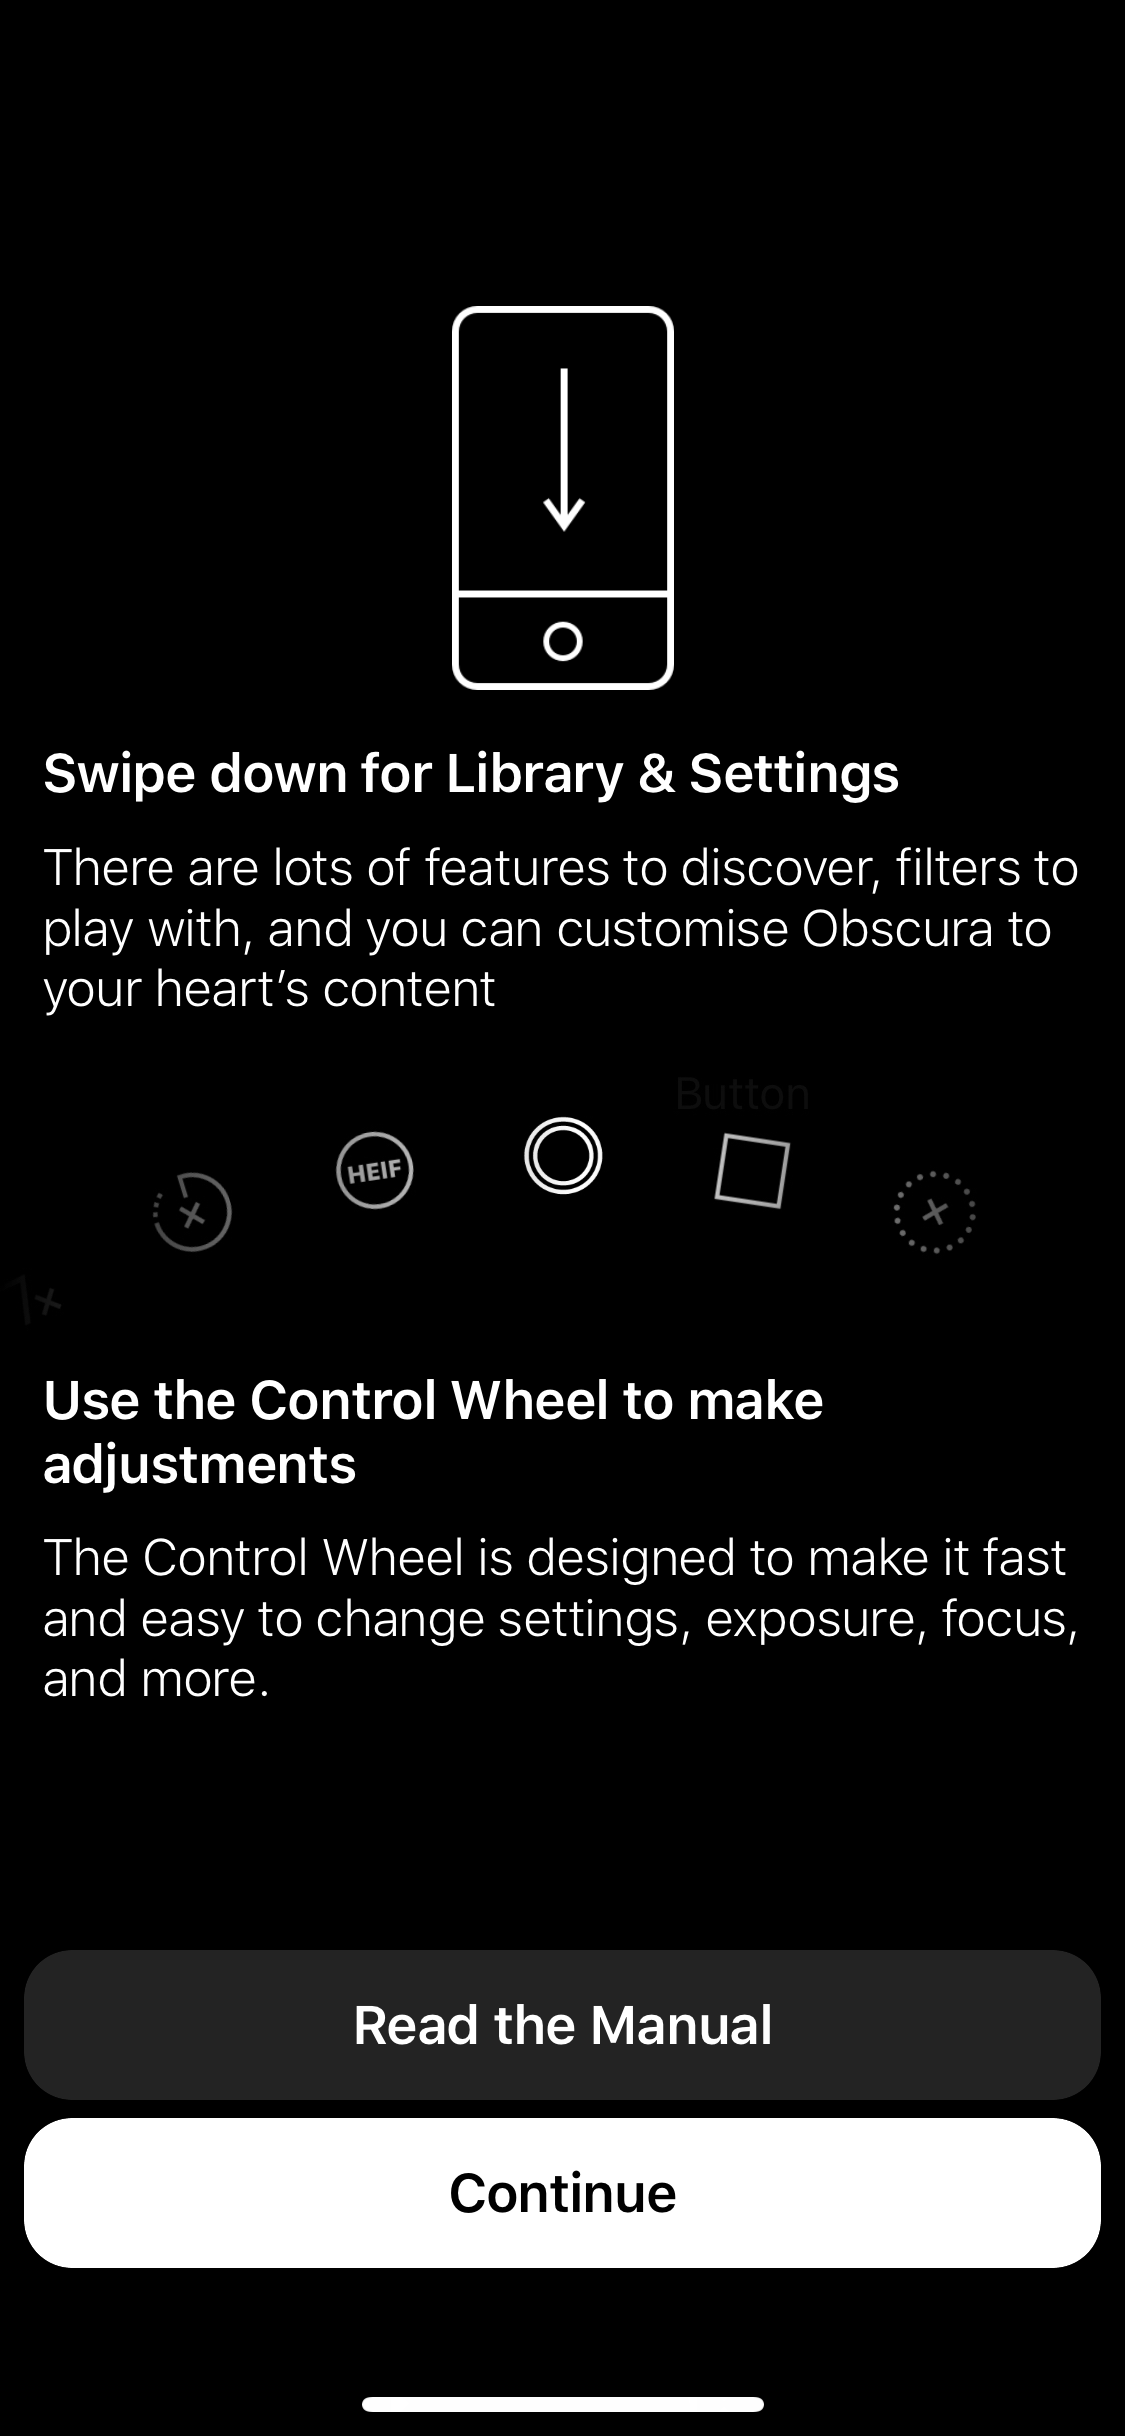 Swipe down for Library & Settings
There are lots of features to discover, filters to
play with, and you can customise Obscura to
your heart’s content
Button
HEIF
1×
Use the Control Wheel to make
adjustments
The Control Wheel is designed to make it fast
and easy to change settings, exposure, focus,
and more.
Read the Manual
Continue